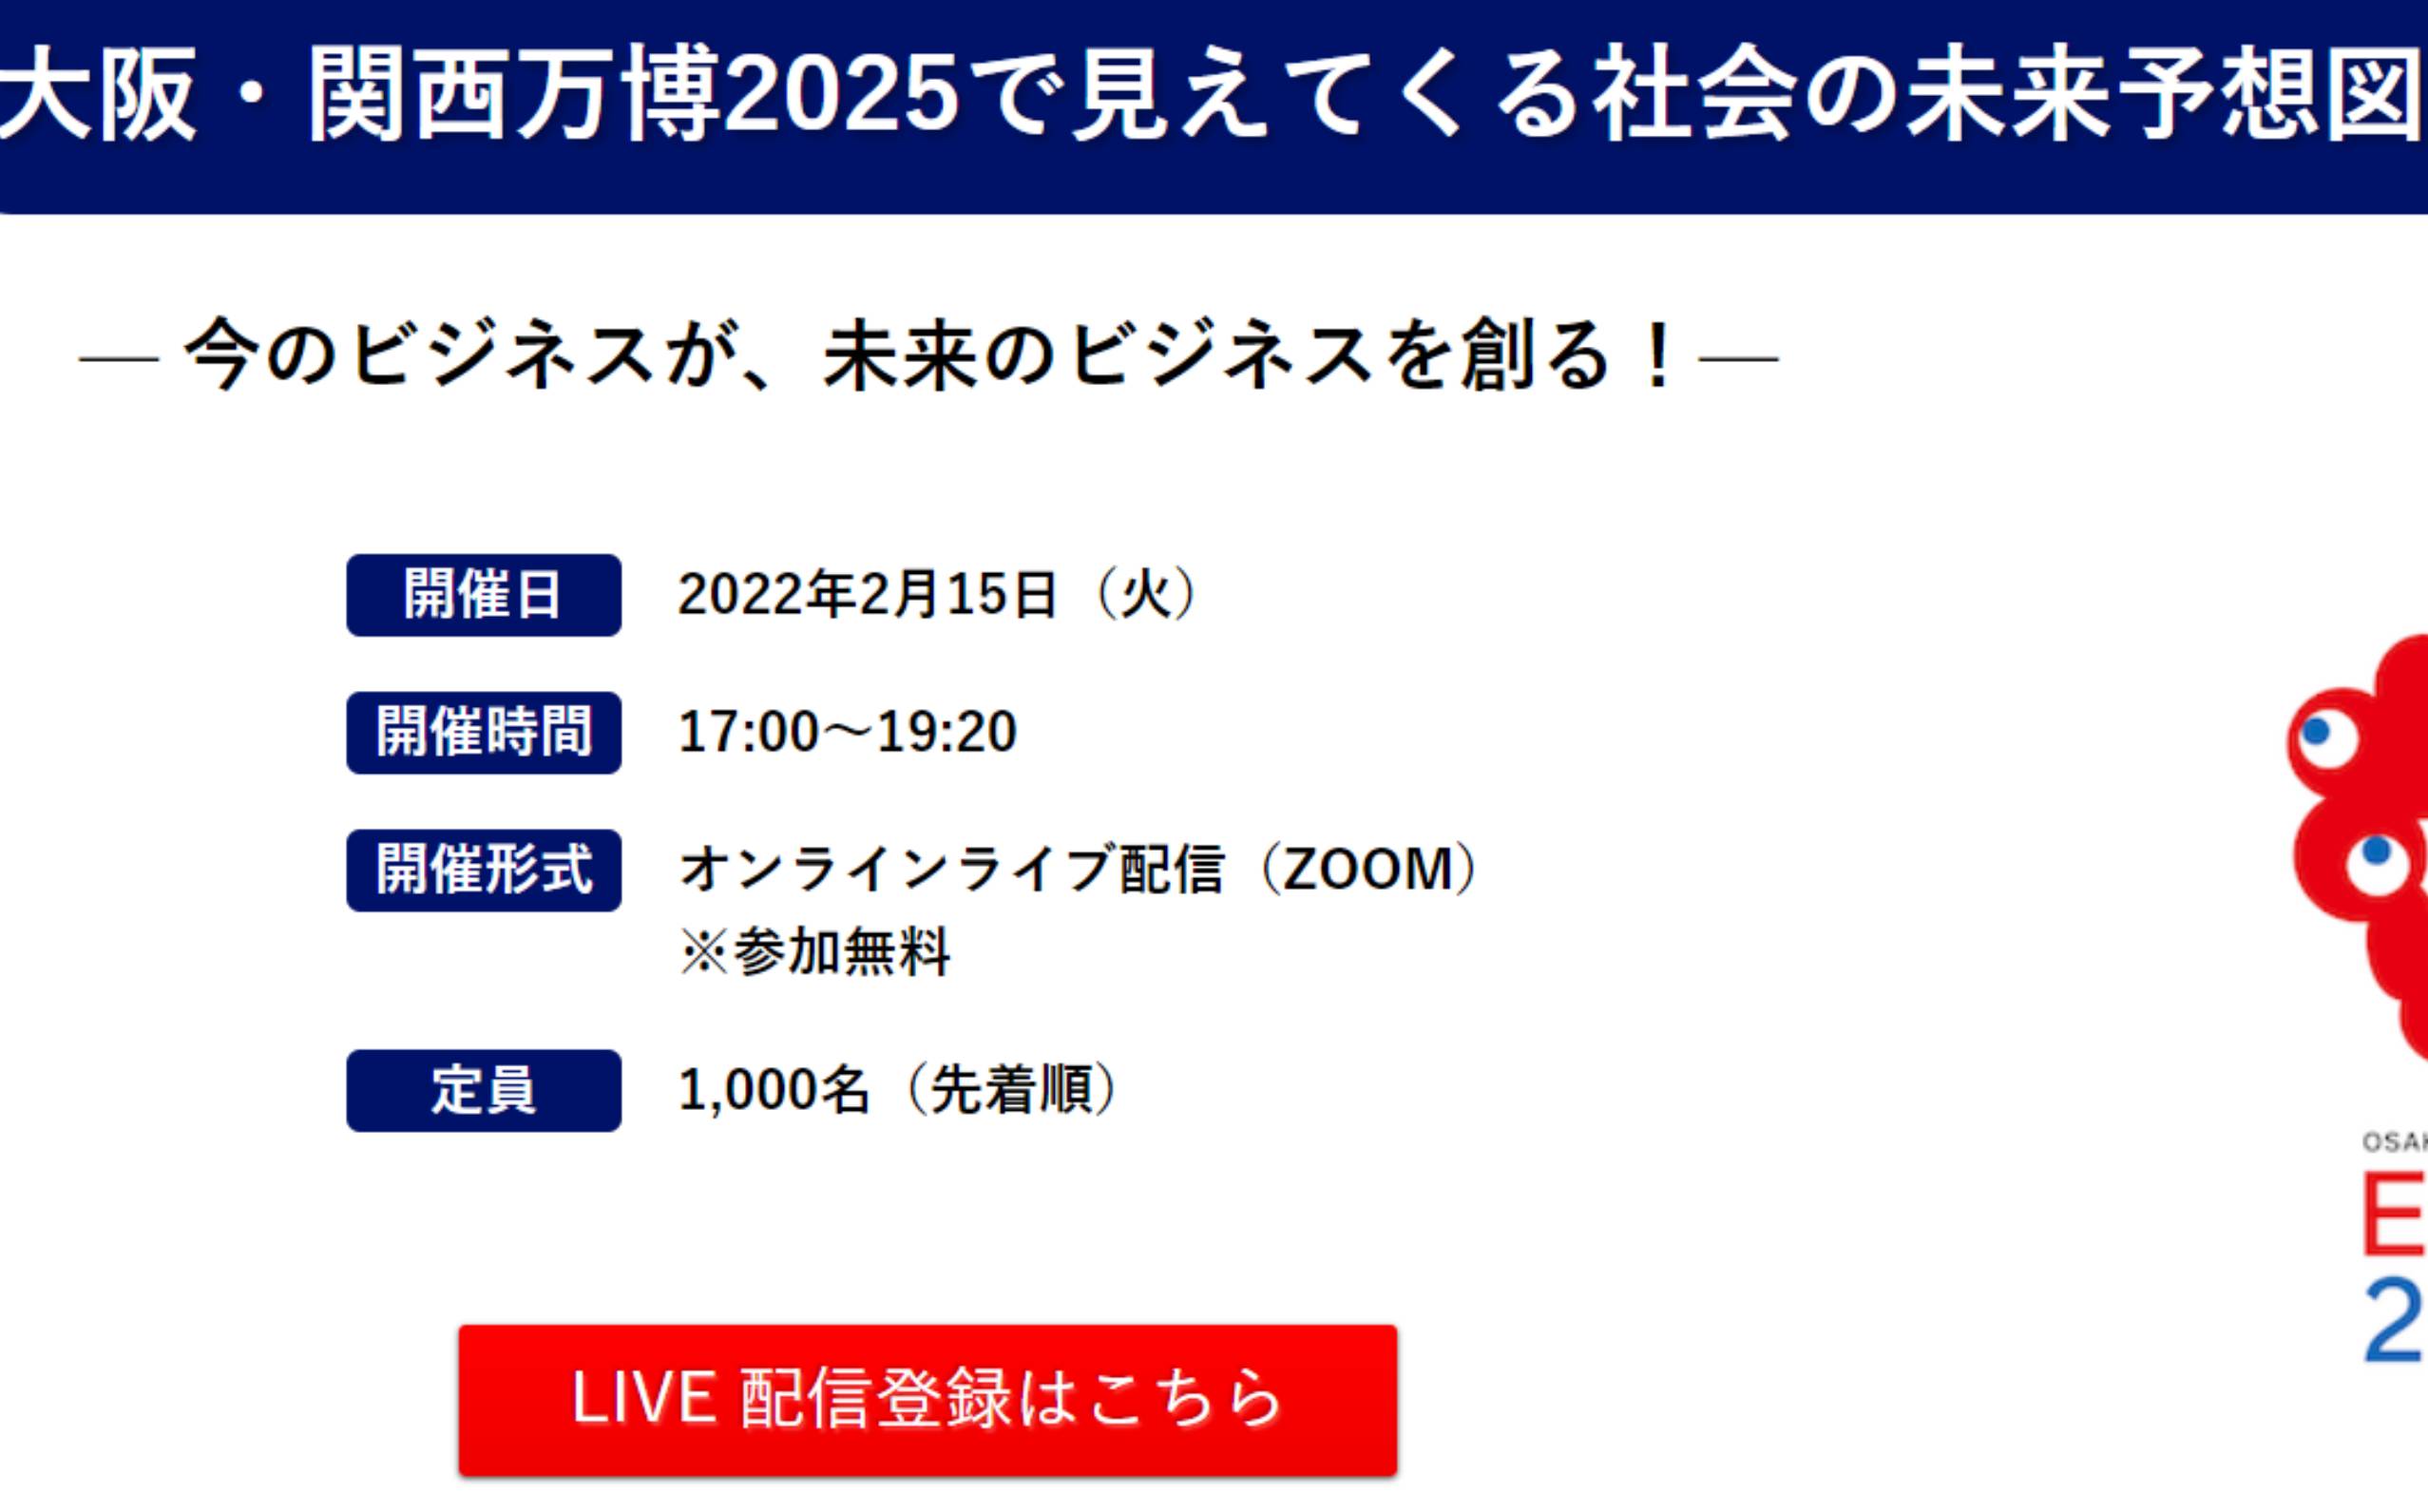 大阪・関西万博2025で見えてくる社会の未来予想図
― 今のビジネスが、未来のビジネスを創る！―
開催日 2022年2月15日（火）
開催時間 17:00～19:20
開催形式 オンラインライブ配信（ZOOM）
※参加無料
定員 1,000名（先着順）
OSAK
E
2
LIVE 配信登録はこちら